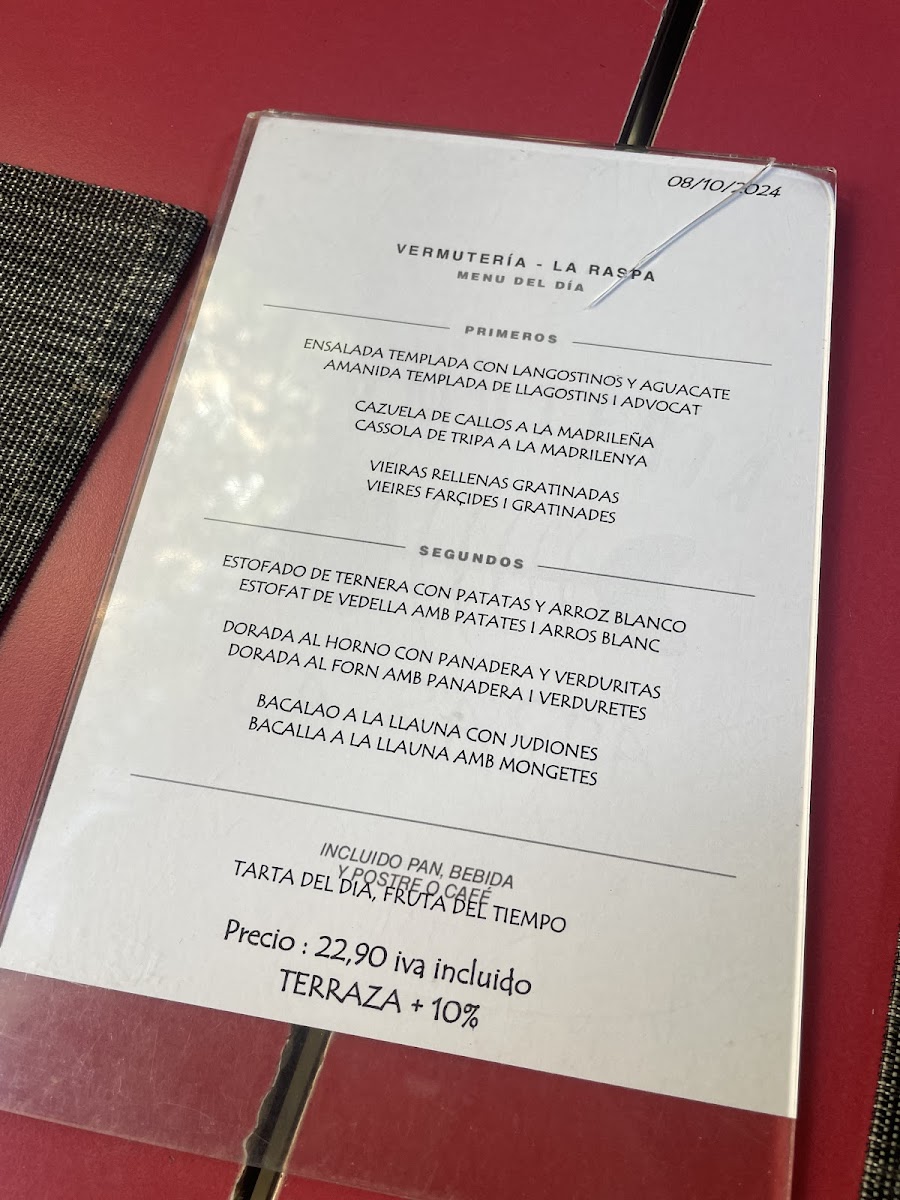 08/10/2024
VERMUTERÍA - LA RASPA
MENU DEL DÍA
PRIMEROS
ENSALADA TEMPLADA CON LANGOSTINOS Y AGUACATE
AMANIDA TEMPLADA DE LLAGOSTINS I ADVOCAT
CAZUELA DE CALLOS A LA MADRILEÑA
CASSOLA DE TRIPA A LA MADRILENYA
VIEIRAS RELLENAS GRATINADAS
VIEIRES FARÇIDES I GRATINADES
SEGUNDOS
ESTOFADO DE TERNERA CON PATATAS Y ARROZ BLANCO
ESTOFAT DE VEDELLA AMB PATATES I ARROS BLANC
DORADA AL HORNO CON PANADERA Y VERDURITAS
DORADA AL FORN AMB PANADERA I VERDURETES
BACALAO A LA LLAUNA CON JUDIONES
BACALLA A LA LLAUNA AMB MONGETES
INCLUIDO PAN, BEBIDA
Y POSTRE O CAFÉ
TARTA DEL DIA, FRUTA DEL TIEMPO
Precio : 22,90 iva incluido
TERRAZA + 10%